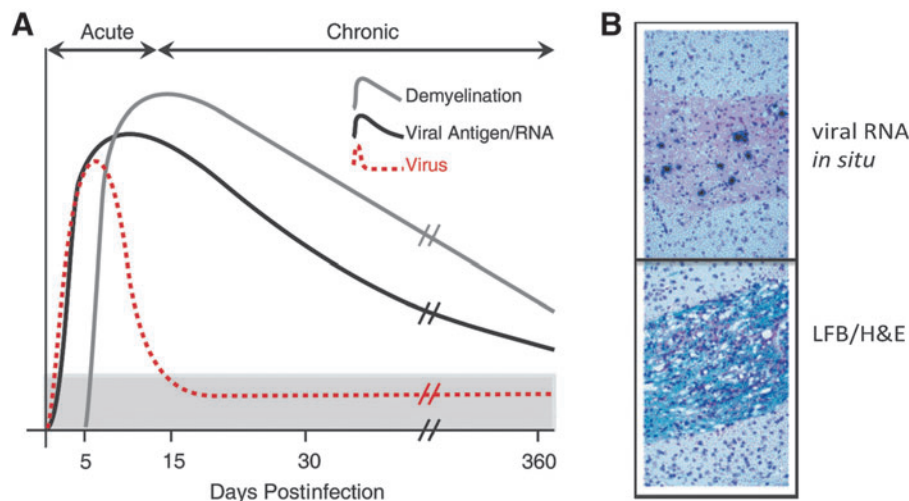 A
Acute
Chronic
Demyelination
Viral Antigen/RNA
Virus
5
15
30
360
Days Postinfection
B
viral RNA
in situ
LFB/H&E